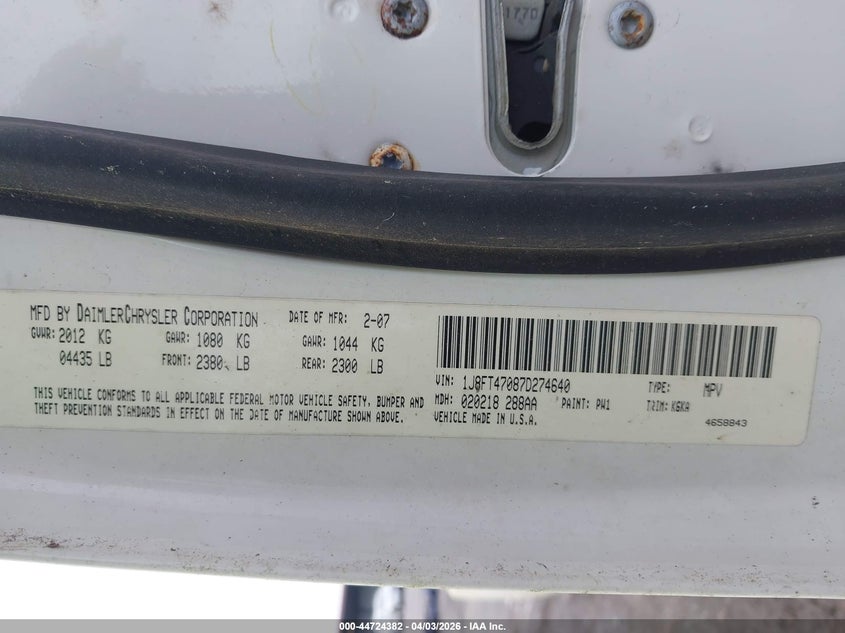 1770
MFD BY DAIMLERCHRYSLER CORPORATION DATE OF MFR: 2-07
GVWR: 2012 KG GAWR: 1080 KG GAWR: 1044 KG
04435 LB FRONT: 2380 LB REAR: 2300 LB
THIS VEHICLE CONFORMS TO ALL APPLICABLE FEDERAL MOTOR VEHICLE SAFETY, BUMPER AND
THEFT PREVENTION STANDARDS IN EFFECT ON THE DATE OF MANUFACTURE SHOWN ABOVE.
VIN: 1J8FT47087D274640 TYPE: MPV
MDH: 020218 288AA PAINT: PW1 TRIM: K6KA
VEHICLE MADE IN U.S.A. 4658843
000-44724382 - 04/03/2026 - IAA Inc.